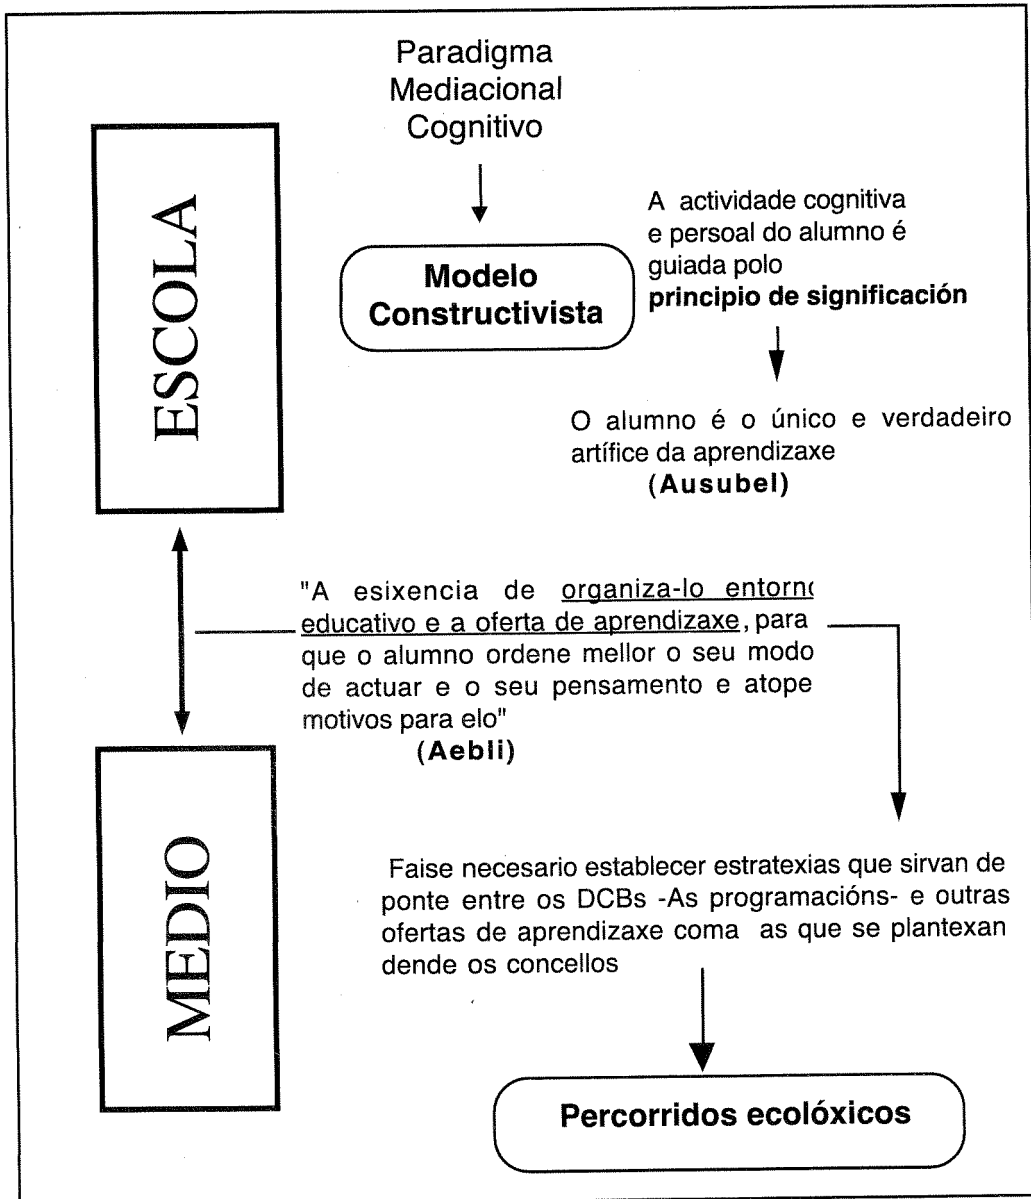 Paradigma
Mediacional
Cognitivo
ESCOLA
Modelo
Constructivista
A actividade cognitiva
e persoal do alumno é
guiada polo
principio de significación
O alumno é o único e verdadeiro
artífice da aprendizaxe
(Ausubel)
"A esixencia de organiza-lo entorno
educativo e a oferta de aprendizaxe, para
que o alumno ordene mellor o seu modo
de actuar e o seu pensamento e atope
motivos para elo"
(Aebli)
MEDIO
Faise necesario establecer estratexias que sirvan de
ponte entre os DCBs -As programacións- e outras
ofertas de aprendizaxe coma as que se plantexan
dende os concellos
Percorridos ecolóxicos